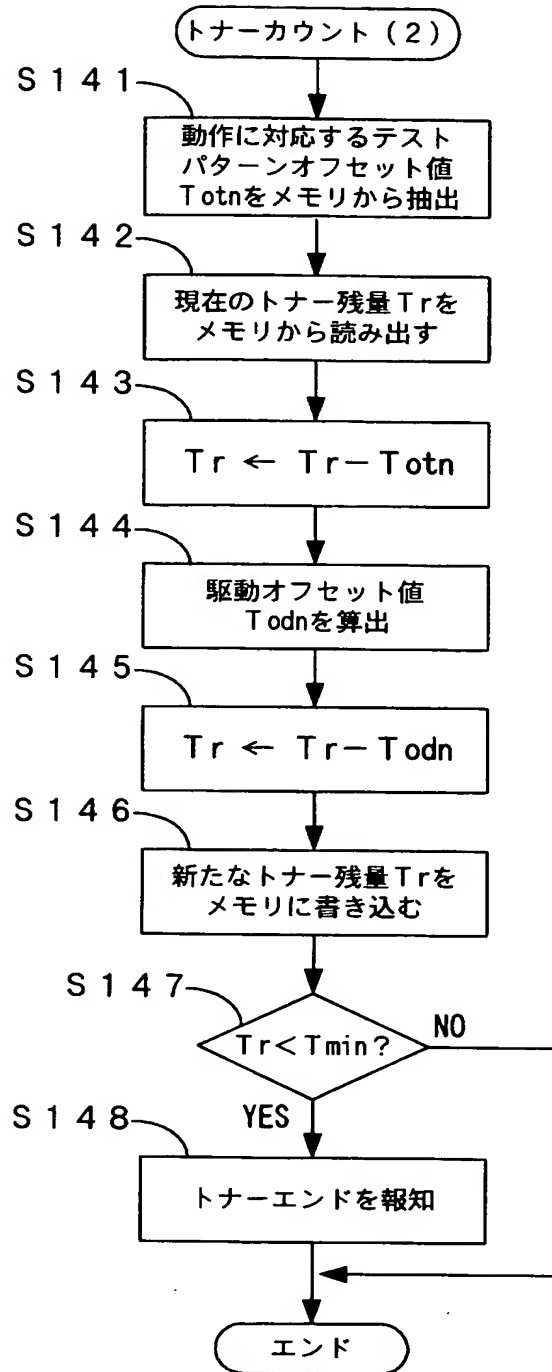 トナーカウント(2)
S141
動作に対応するテスト
パターンオフセット値
Totnをメモリから抽出
S142
現在のトナー残量Trを
メモリから読み出す
S143
Tr ← Tr−Totn
S144
駆動オフセット値
Todnを算出
S145
Tr ← Tr−Todn
S146
新たなトナー残量Trを
メモリに書き込む
S147
Tr<Tmin?
NO
YES
S148
トナーエンドを報知
エンド